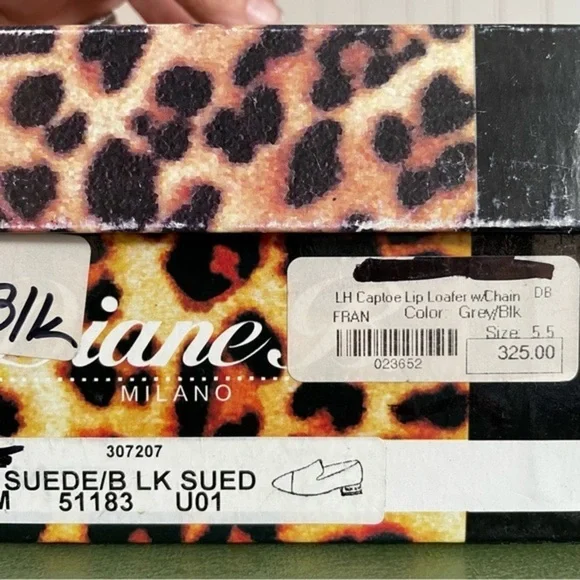 Blk
Diane
MILANO
LH Captoe Lip Loafer w/Chain DB
FRAN Color: Grey/Blk
Size: 5.5
023652
325.00
307207
SUEDE/B LK SUED
M 51183 U01